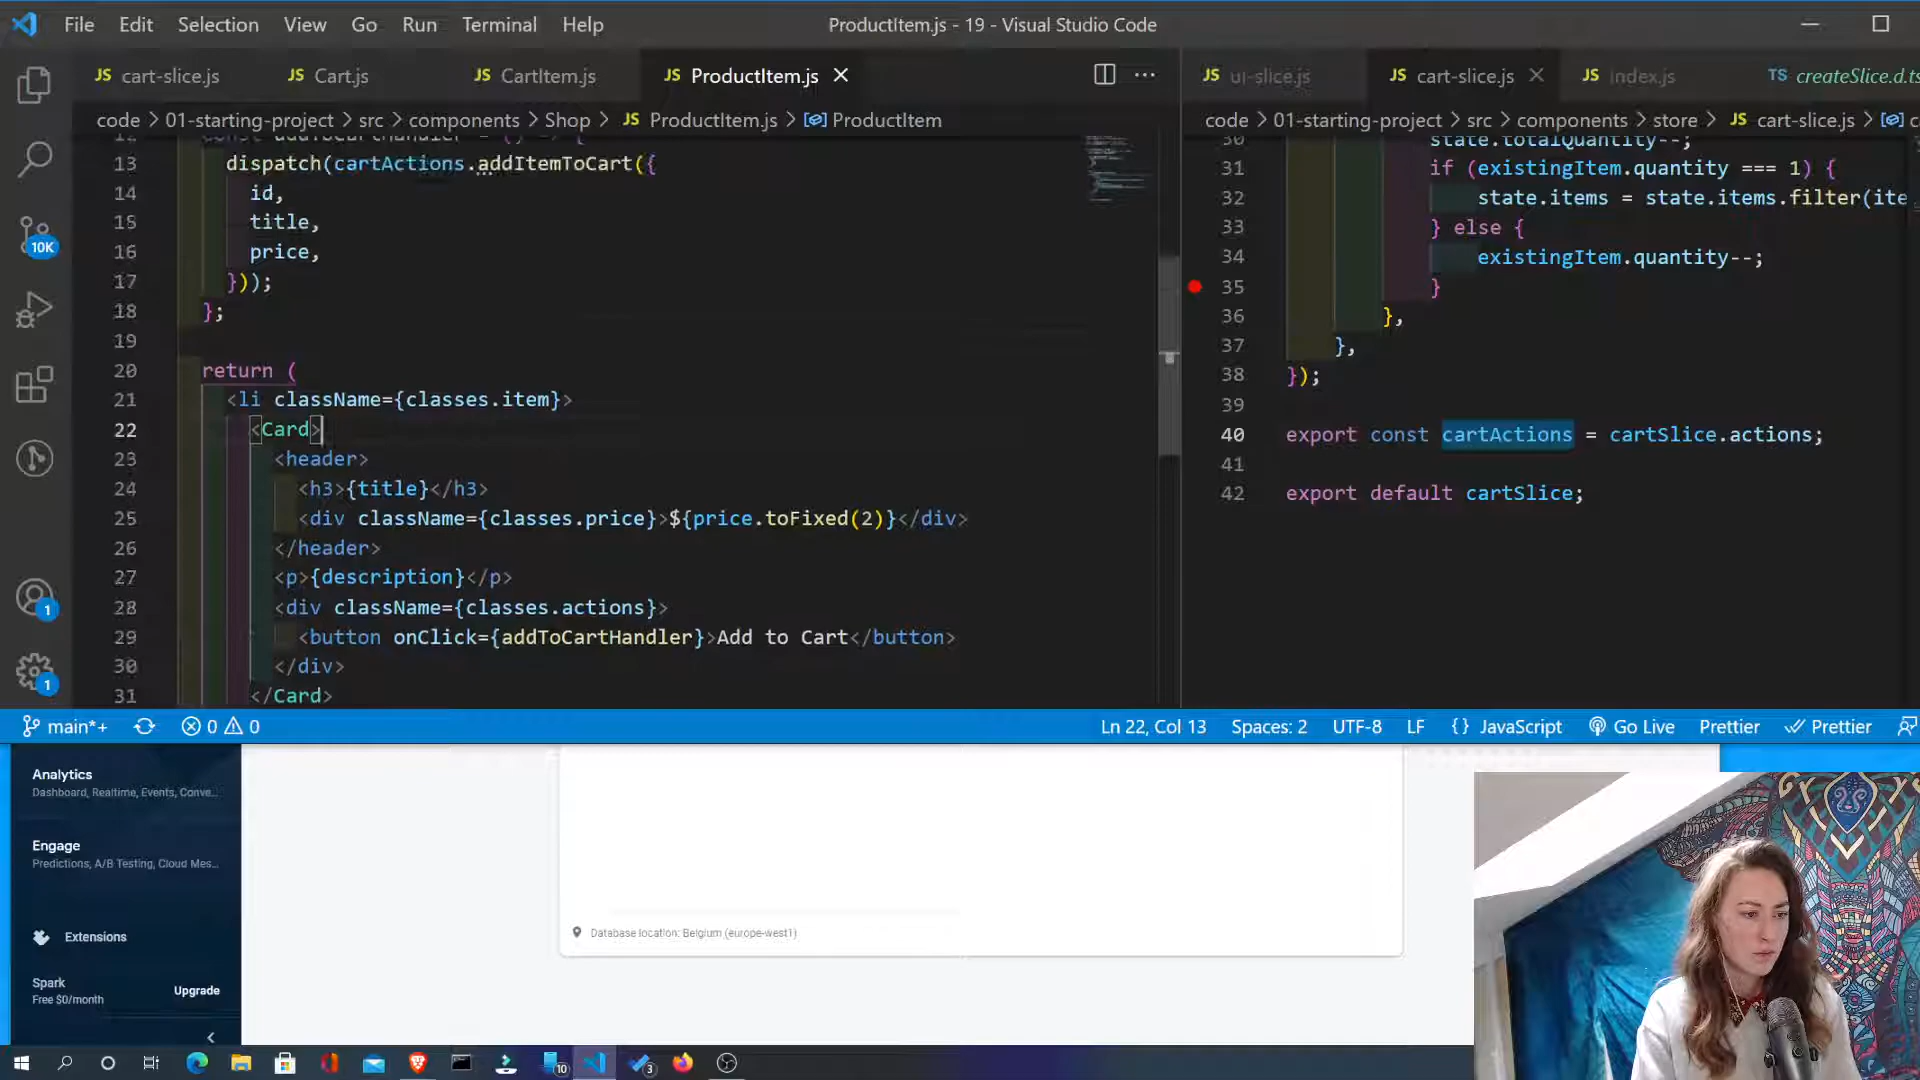 File Edit Selection View Go Run Terminal Help
ProductItem.js - 19 - Visual Studio Code
JS cart-slice.js JS Cart.js JS CartItem.js JS ProductItem.js
code > 01-starting-project > src > components > Shop > JS ProductItem.js > ProductItem
12 const addToCartHandler = () => {
13 dispatch(cartActions.addItemToCart({
14 id,
15 title,
16 price,
17 }));
18 };
19
20 return (
21 <li className={classes.item}>
22 <Card>
23 <header>
24 <h3>{title}</h3>
25 <div className={classes.price}>${price.toFixed(2)}</div>
26 </header>
27 <p>{description}</p>
28 <div className={classes.actions}>
29 <button onClick={addToCartHandler}>Add to Cart</button>
30 </div>
31 </Card>
JS ui-slice.js JS cart-slice.js JS index.js TS createSlice.d.ts
code > 01-starting-project > src > components > store > JS cart-slice.js > c
30 state.totalQuantity--;
31 if (existingItem.quantity === 1) {
32 state.items = state.items.filter(ite
33 } else {
34 existingItem.quantity--;
35 }
36 },
37 },
38 });
39
40 export const cartActions = cartSlice.actions;
41
42 export default cartSlice;
10K
1
1
main*+ 0 0 Ln 22, Col 13 Spaces: 2 UTF-8 LF {} JavaScript Go Live Prettier Prettier
Analytics
Dashboard, Realtime, Events, Conve...
Engage
Predictions, A/B Testing, Cloud Mes...
Extensions
Spark
Free $0/month
Upgrade
Database location: Belgium (europe-west1)
10
3